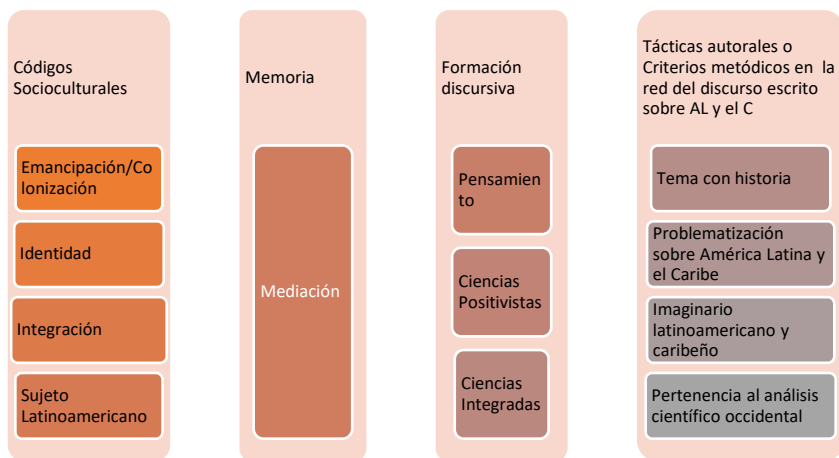 Códigos
Socioculturales
Emancipación/Co
lonización
Identidad
Integración
Sujeto
Latinoamericano
Memoria
Mediación
Formación
discursiva
Pensamien
to
Ciencias
Positivistas
Ciencias
Integradas
Tácticas autorales o
Criterios metódicos en la
red del discurso escrito
sobre AL y el C
Tema con historia
Problematización
sobre América Latina y
el Caribe
Imaginario
latinoamericano y
caribeño
Pertenencia al análisis
científico occidental